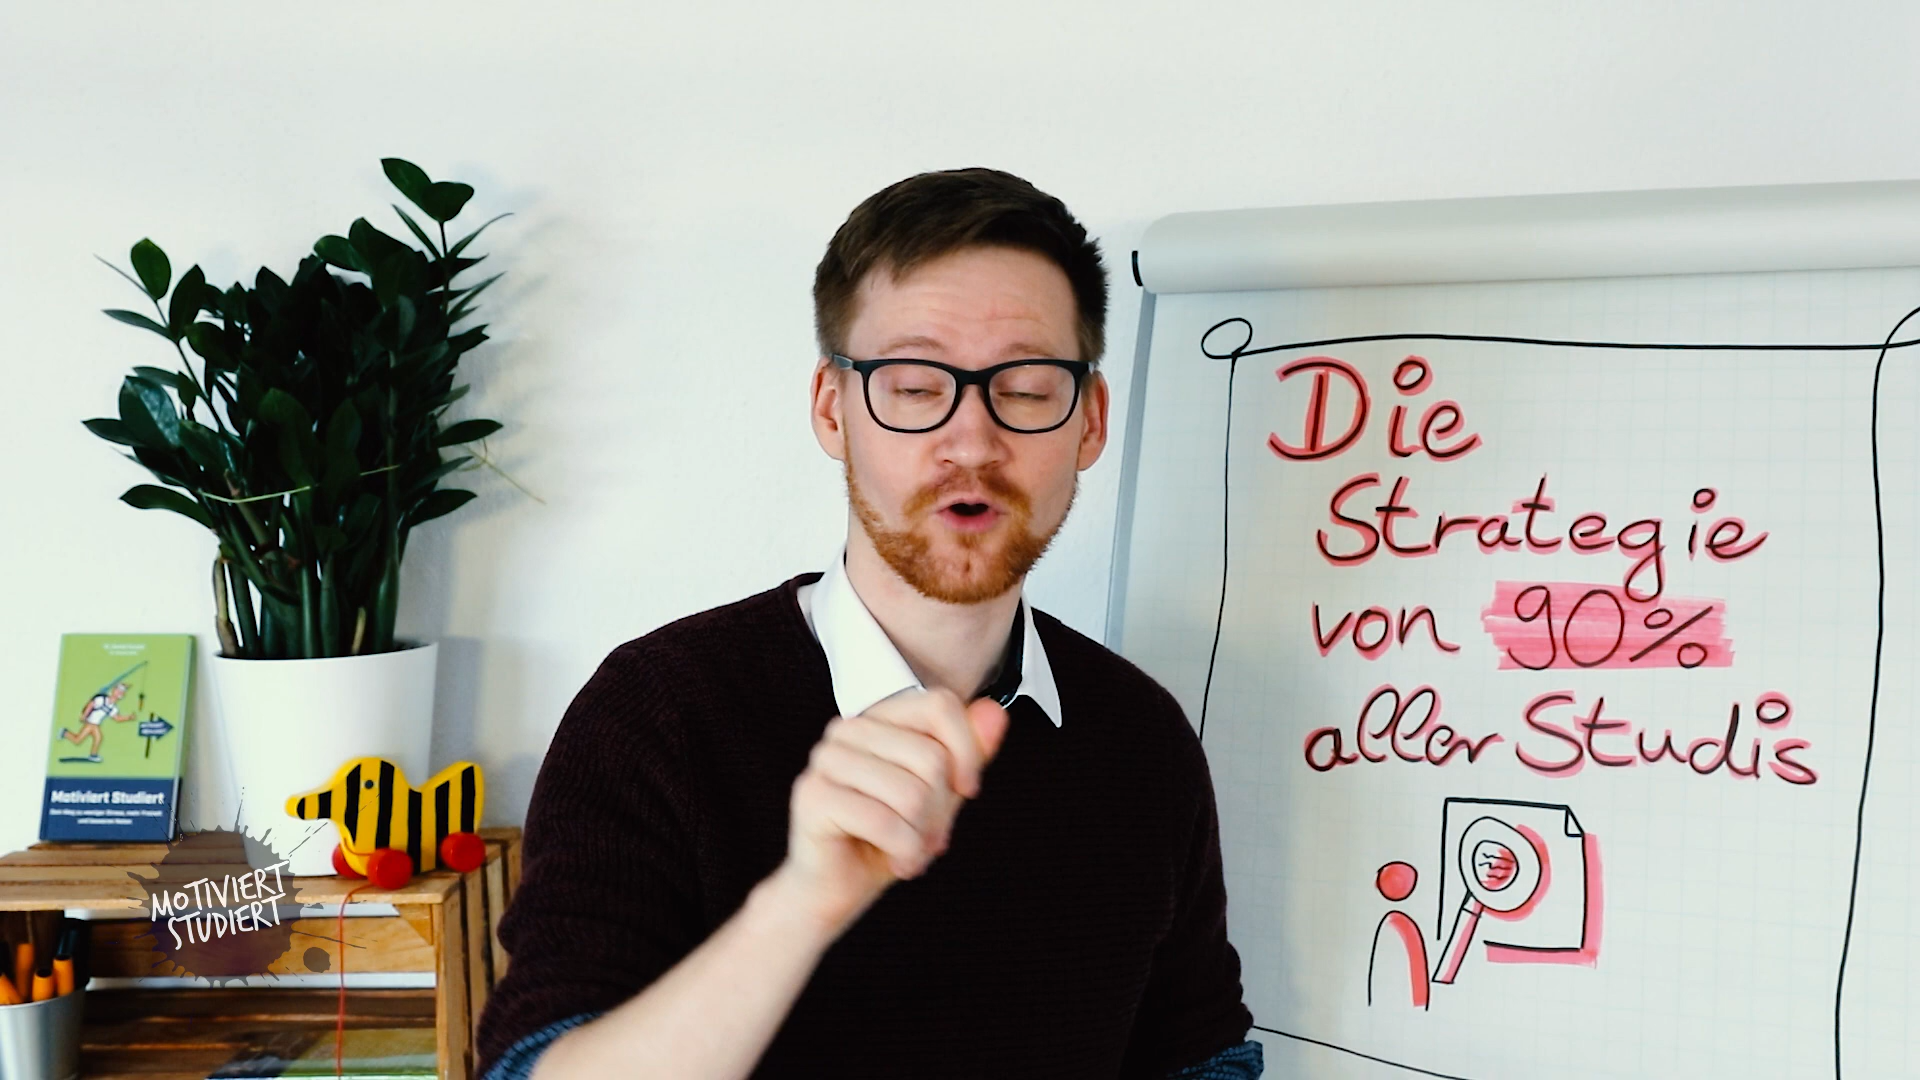 Die
Strategie
von 90%
aller Studis
Motiviert Studiert
MOTIVIERT
STUDIERT